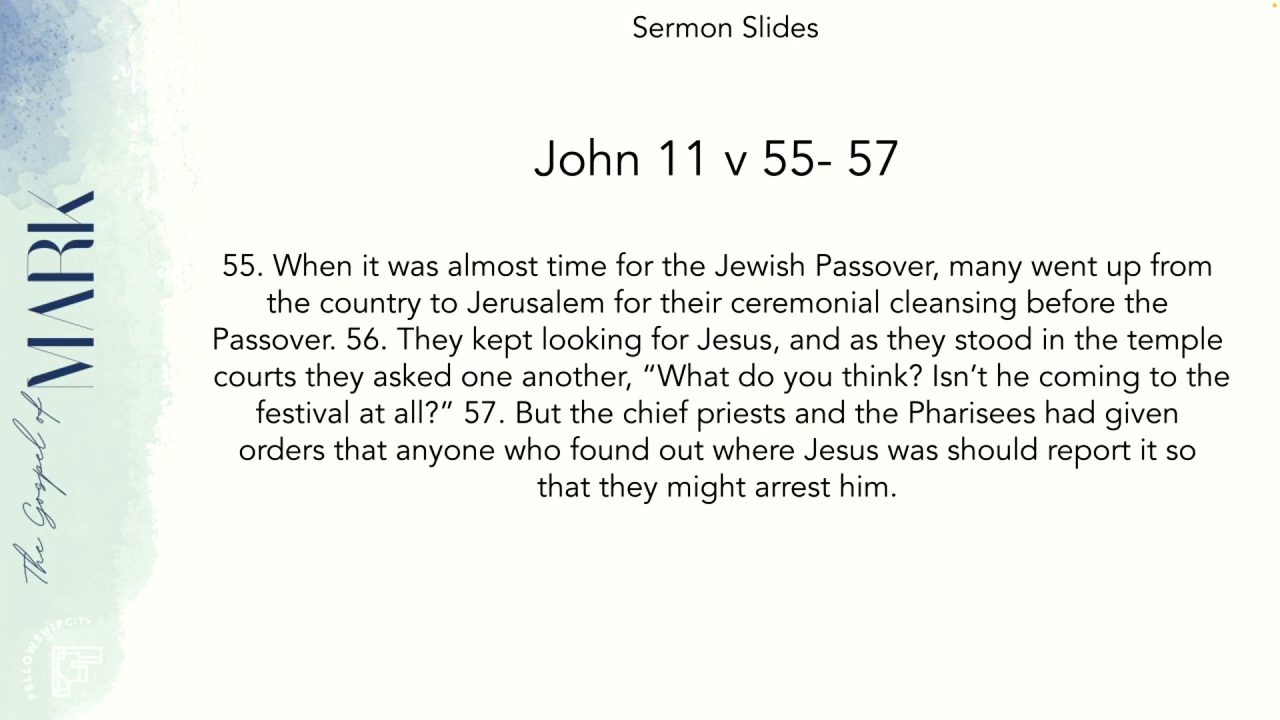 Sermon Slides
John 11 v 55- 57
55. When it was almost time for the Jewish Passover, many went up from
the country to Jerusalem for their ceremonial cleansing before the
Passover. 56. They kept looking for Jesus, and as they stood in the temple
courts they asked one another, “What do you think? Isn’t he coming to the
festival at all?” 57. But the chief priests and the Pharisees had given
orders that anyone who found out where Jesus was should report it so
that they might arrest him.
The Gospel of
MARK
FELLOWSHIPCITY